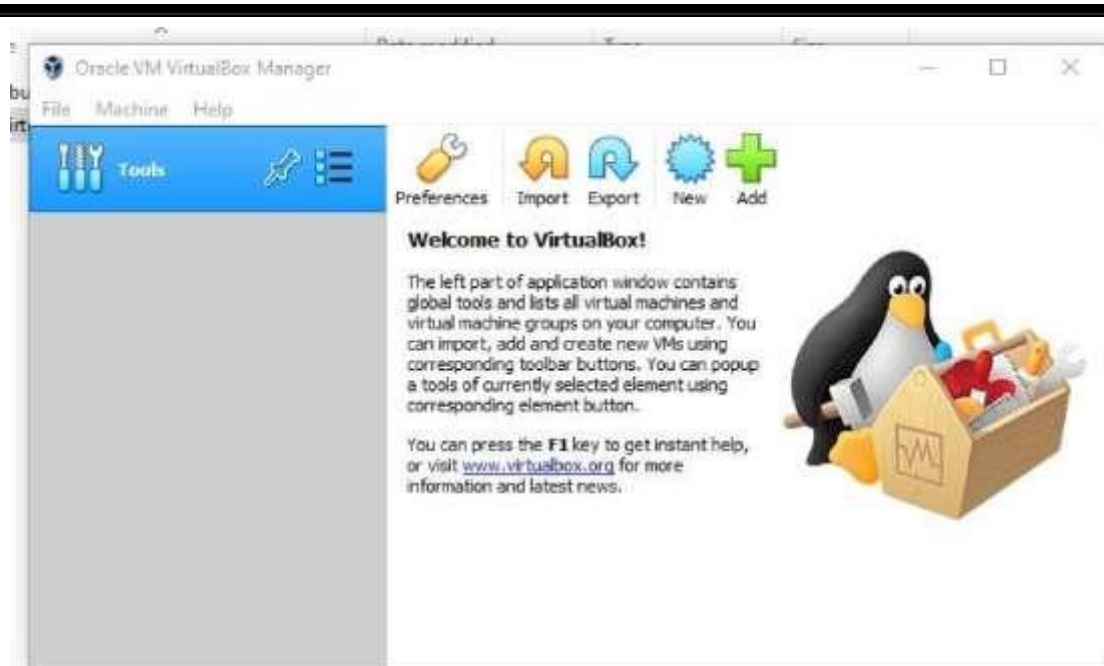 Date modified
Type
Size
Oracle VM VirtualBox Manager
File Machine Help
Tools
Preferences Import Export New Add
Welcome to VirtualBox!
The left part of application window contains
global tools and lists all virtual machines and
virtual machine groups on your computer. You
can import, add and create new VMs using
corresponding toolbar buttons. You can popup
a tools of currently selected element using
corresponding element button.
You can press the F1 key to get instant help,
or visit www.virtualbox.org for more
information and latest news.